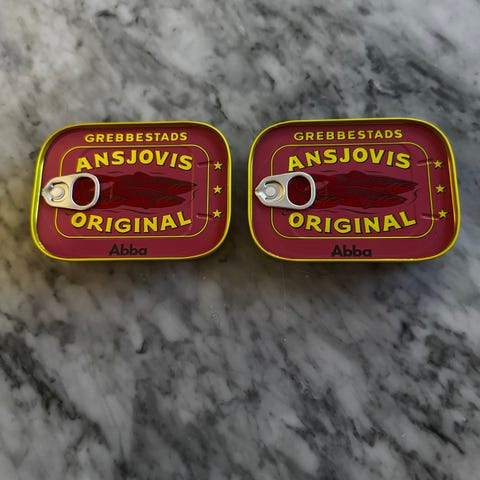 GREBBESTADS
ANSJOVIS
ORIGINAL
Abba
GREBBESTADS
ANSJOVIS
ORIGINAL
Abba